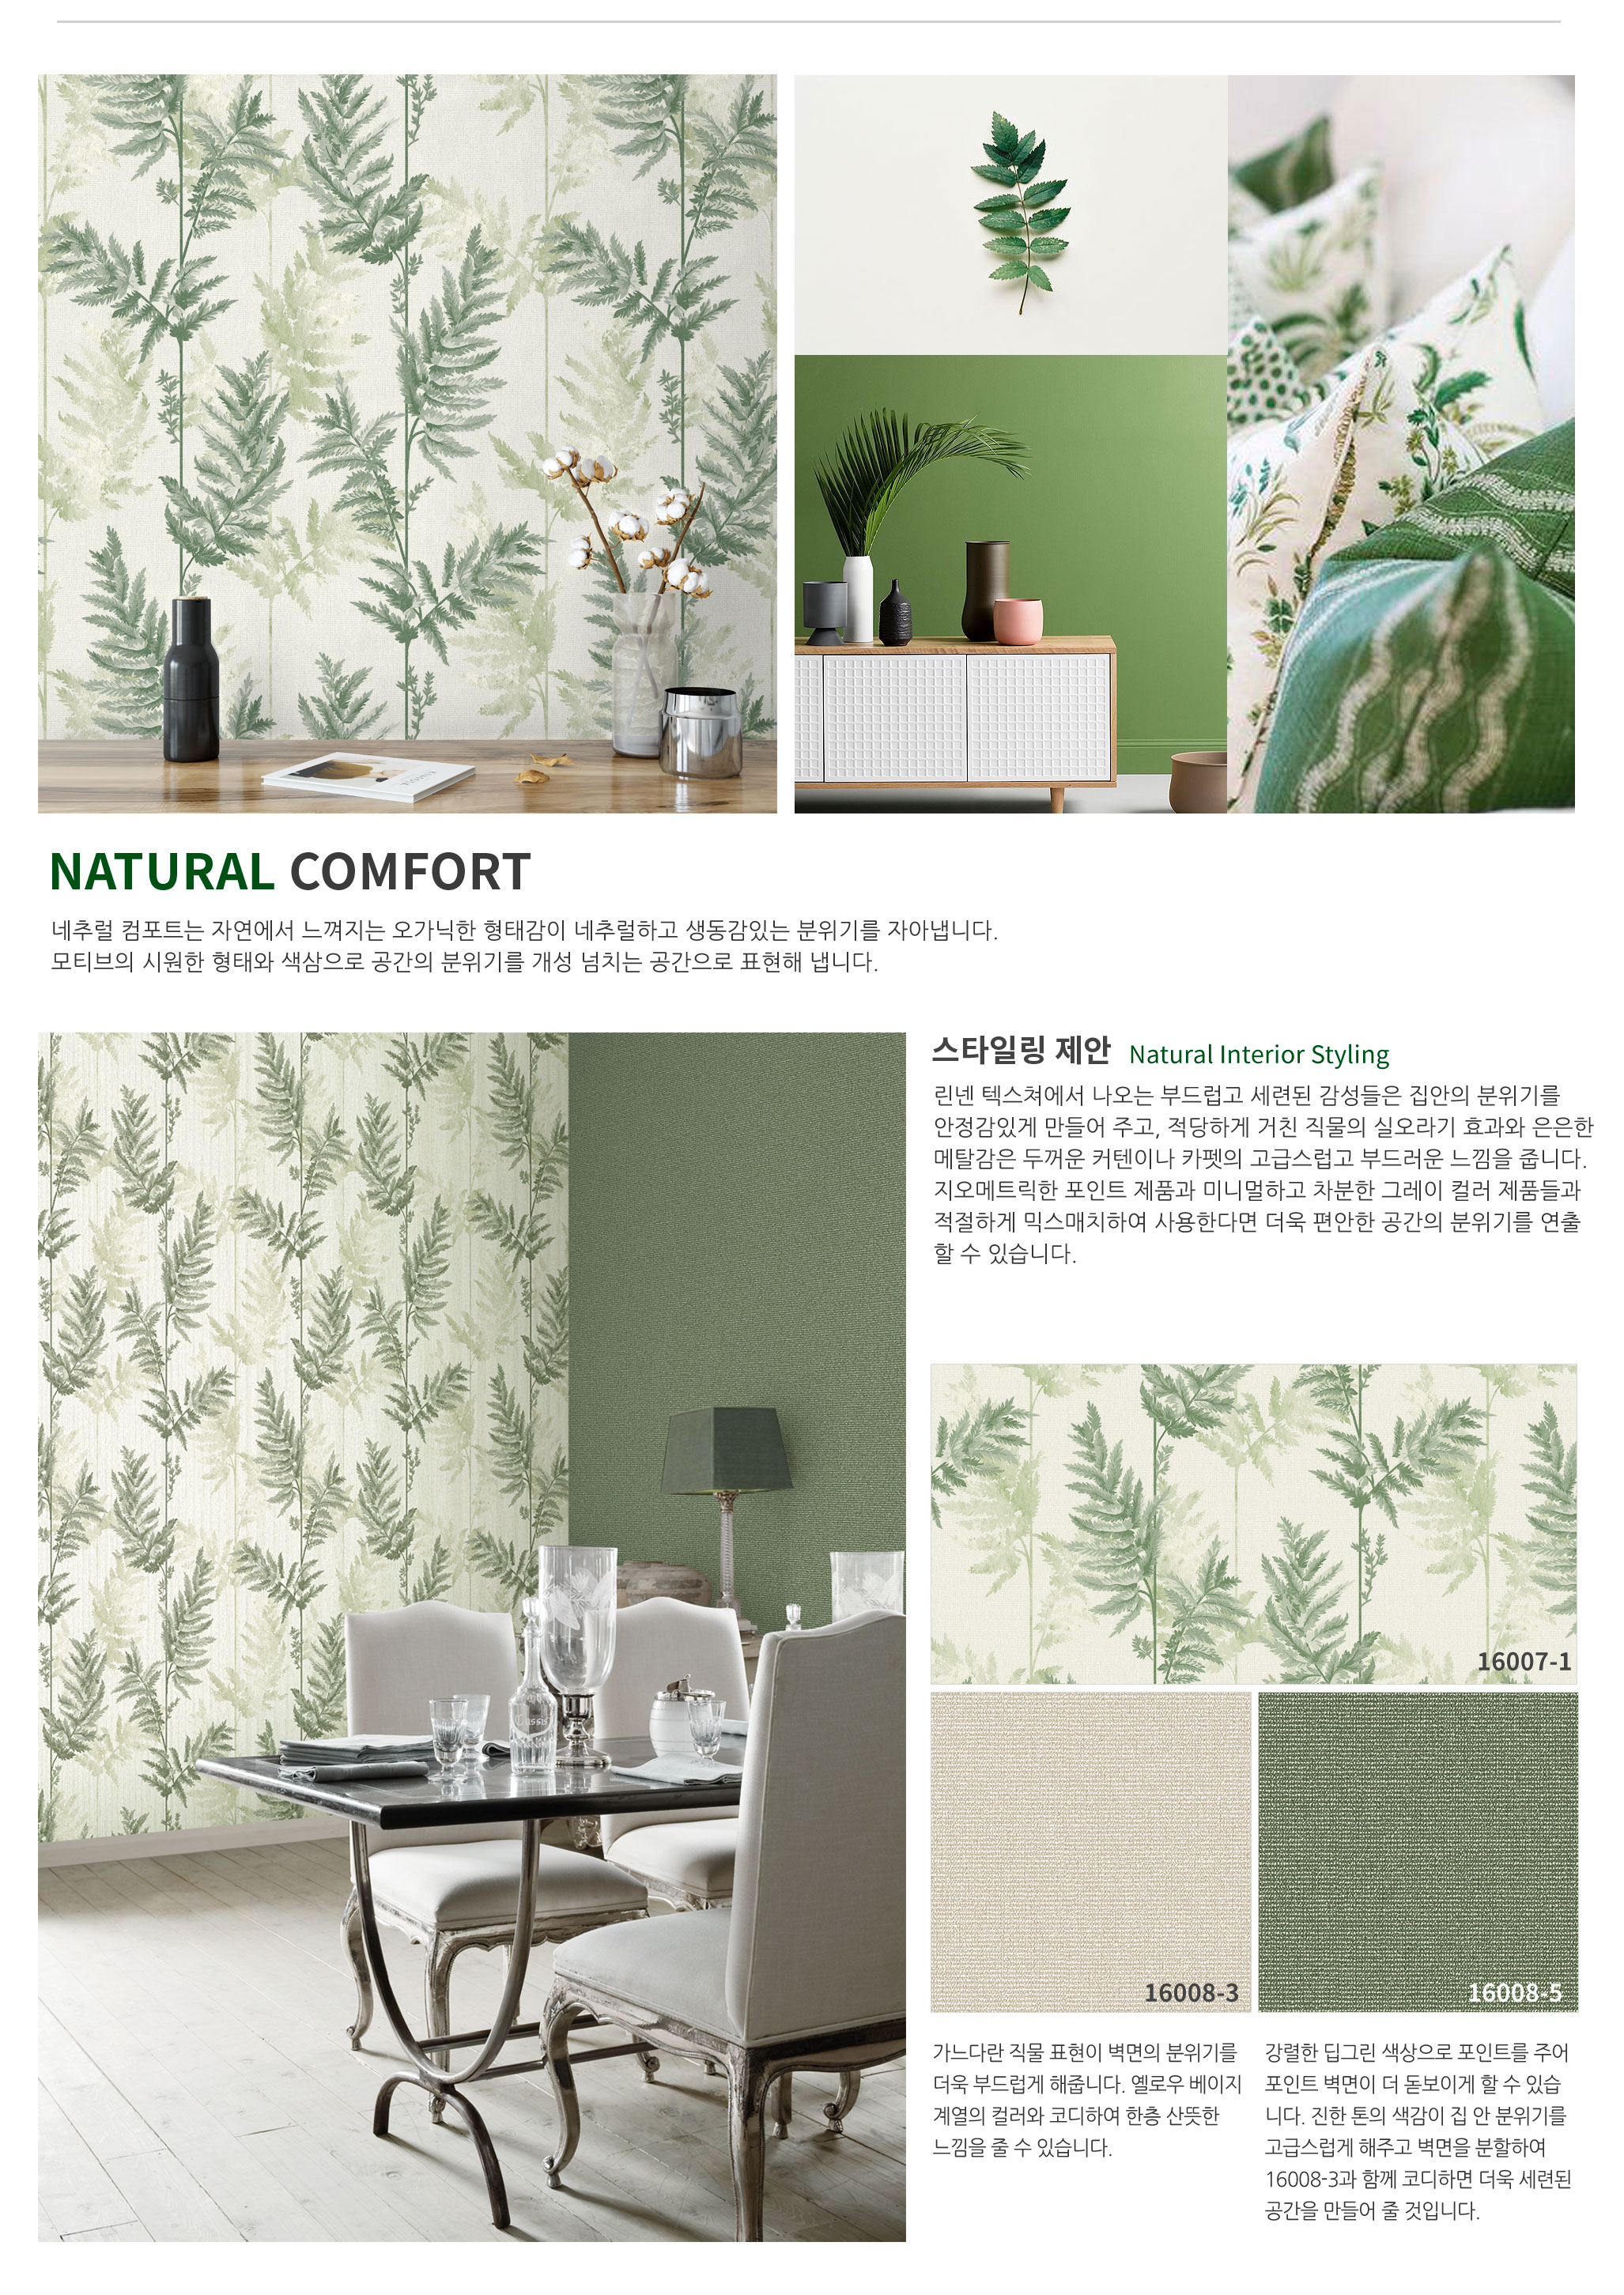 NATURAL COMFORT
네추럴 컴포트는 자연에서 느껴지는 오가닉한 형태감이 네추럴하고 생동감있는 분위기를 자아냅니다.
모티브의 시원한 형태와 색삼으로 공간의 분위기를 개성 넘치는 공간으로 표현해 냅니다.
스타일링 제안 Natural Interior Styling
린넨 텍스쳐에서 나오는 부드럽고 세련된 감성들은 집안의 분위기를
안정감있게 만들어 주고, 적당하게 거친 직물의 실오라기 효과와 은은한
메탈감은 두꺼운 커텐이나 카펫의 고급스럽고 부드러운 느낌을 줍니다.
지오메트릭한 포인트 제품과 미니멀하고 차분한 그레이 컬러 제품들과
적절하게 믹스매치하여 사용한다면 더욱 편안한 공간의 분위기를 연출
할 수 있습니다.
16007-1
16008-3
16008-5
가느다란 직물 표현이 벽면의 분위기를
더욱 부드럽게 해줍니다. 옐로우 베이지
계열의 컬러와 코디하여 한층 산뜻한
느낌을 줄 수 있습니다.
강렬한 딥그린 색상으로 포인트를 주어
포인트 벽면이 더 돋보이게 할 수 있습
니다. 진한 톤의 색감이 집 안 분위기를
고급스럽게 해주고 벽면을 분할하여
16008-3과 함께 코디하면 더욱 세련된
공간을 만들어 줄 것입니다.